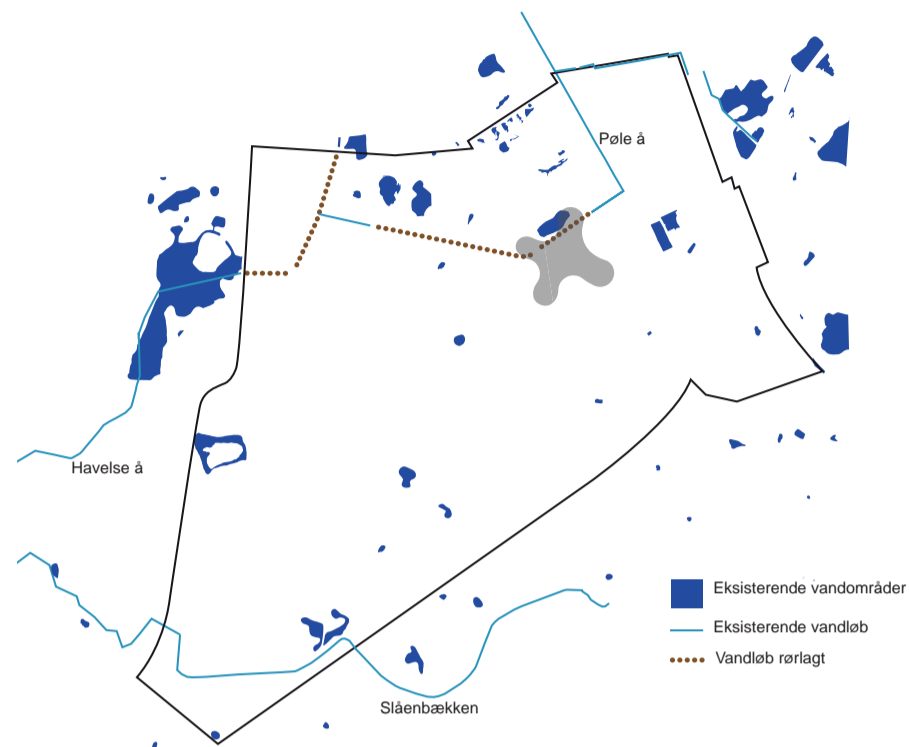 Pøle å
Havelse å
Eksisterende vandområder
Eksisterende vandløb
Vandløb rørlagt
Slåenbækken